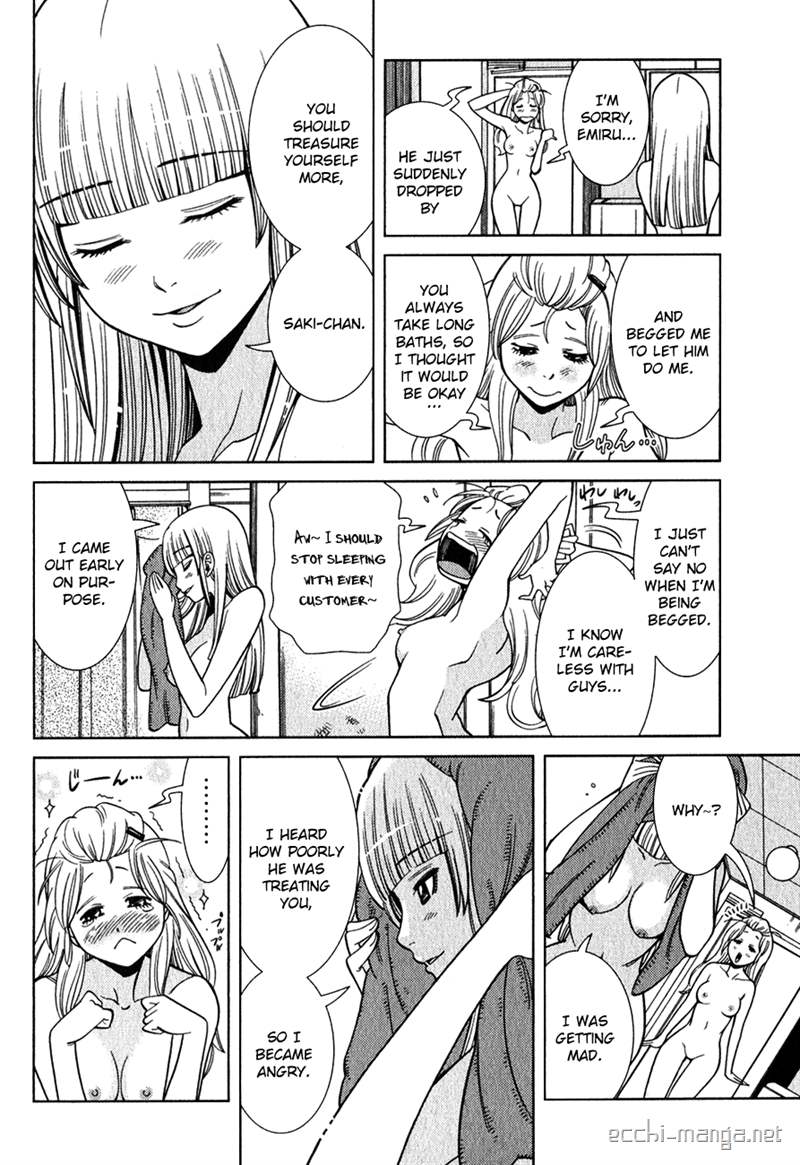 I'M
SORRY,
EMIRU...
HE JUST
SUDDENLY
DROPPED
BY
AND
BEGGED ME
TO LET HIM
DO ME.
YOU
ALWAYS
TAKE LONG
BATHS, SO
I THOUGHT
IT WOULD
BE OKAY
...
しゅん…
YOU
SHOULD
TREASURE
YOURSELF
MORE,
SAKI-CHAN.
I JUST
CAN'T
SAY NO
WHEN I'M
BEING
BEGGED.
I KNOW
I'M CARE-
LESS WITH
GUYS...
わしわし
AW~ I SHOULD
STOP SLEEPING
WITH EVERY
CUSTOMER~
I CAME
OUT EARLY
ON PUR-
POSE.
WHY~?
I WAS
GETTING
MAD.
I HEARD
HOW POORLY
HE WAS
TREATING
YOU,
SO I
BECAME
ANGRY.
........
じーん…
ecchi-manga.net